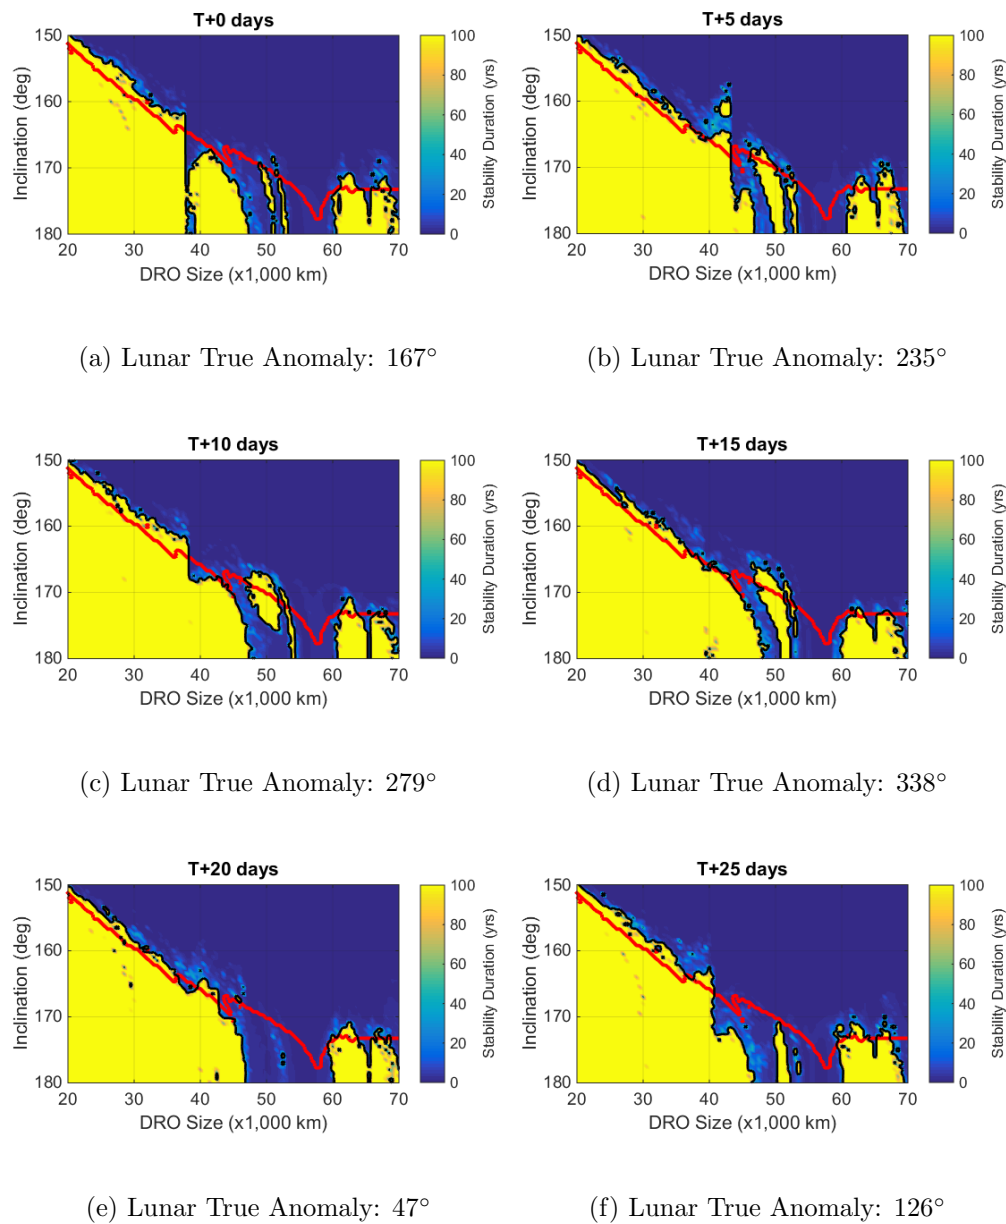 T+0 days
150
160
170
180
20 30 40 50 60 70
Inclination (deg)
DRO Size (x1,000 km)
100
80
60
40
20
0
Stability Duration (yrs)
(a) Lunar True Anomaly: 167°
T+5 days
150
160
170
180
20 30 40 50 60 70
Inclination (deg)
DRO Size (x1,000 km)
100
80
60
40
20
0
Stability Duration (yrs)
(b) Lunar True Anomaly: 235°
T+10 days
150
160
170
180
20 30 40 50 60 70
Inclination (deg)
DRO Size (x1,000 km)
100
80
60
40
20
0
Stability Duration (yrs)
(c) Lunar True Anomaly: 279°
T+15 days
150
160
170
180
20 30 40 50 60 70
Inclination (deg)
DRO Size (x1,000 km)
100
80
60
40
20
0
Stability Duration (yrs)
(d) Lunar True Anomaly: 338°
T+20 days
150
160
170
180
20 30 40 50 60 70
Inclination (deg)
DRO Size (x1,000 km)
100
80
60
40
20
0
Stability Duration (yrs)
(e) Lunar True Anomaly: 47°
T+25 days
150
160
170
180
20 30 40 50 60 70
Inclination (deg)
DRO Size (x1,000 km)
100
80
60
40
20
0
Stability Duration (yrs)
(f) Lunar True Anomaly: 126°